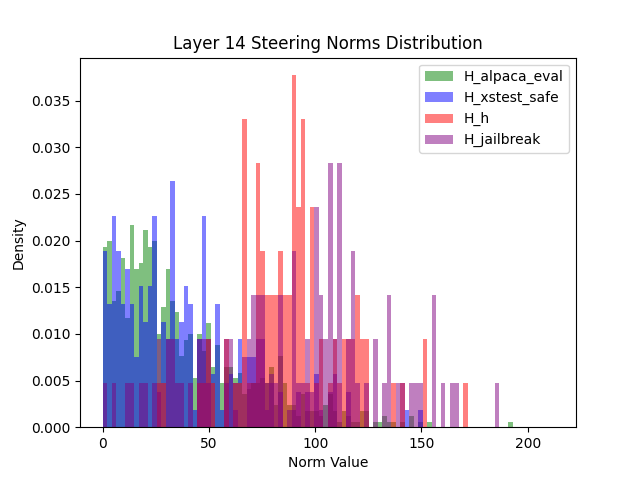 Layer 14 Steering Norms Distribution
H_alpaca_eval
H_xstest_safe
H_h
H_jailbreak
0.035
0.030
0.025
0.020
0.015
0.010
0.005
0.000
Density
0 50 100 150 200
Norm Value